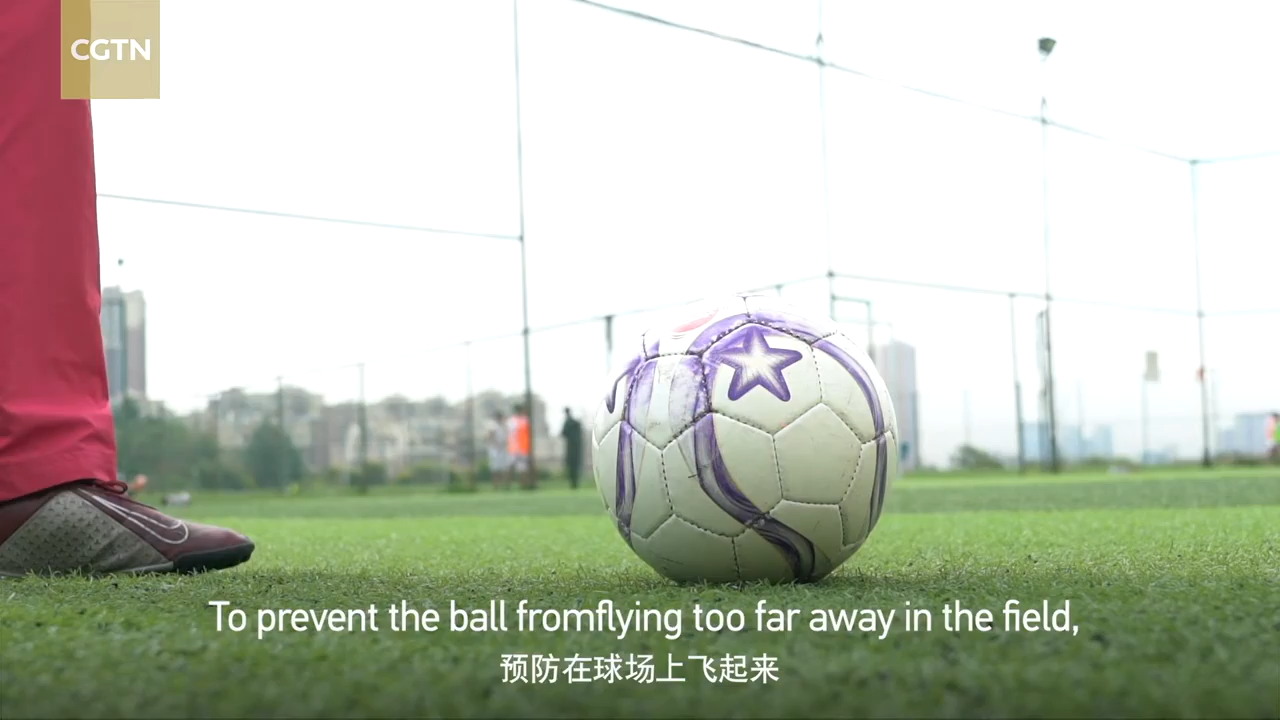 CGTN
To prevent the ball fromflying too far away in the field,
预防在球场上飞起来